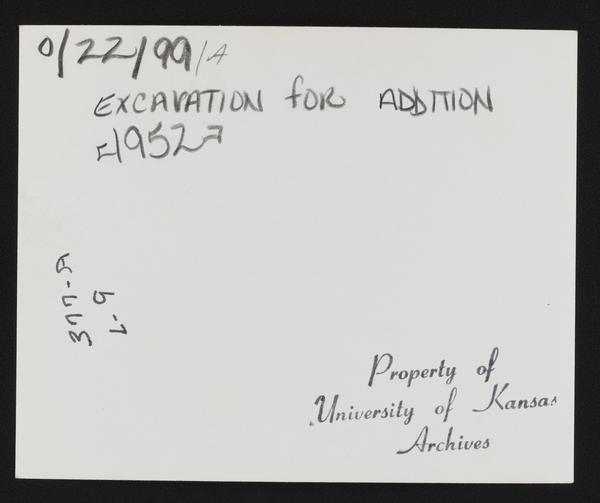 0/22/99/A
EXCAVATION FOR ADDITION
[1952]
377-A
L-9
Property of
University of Kansas
Archives